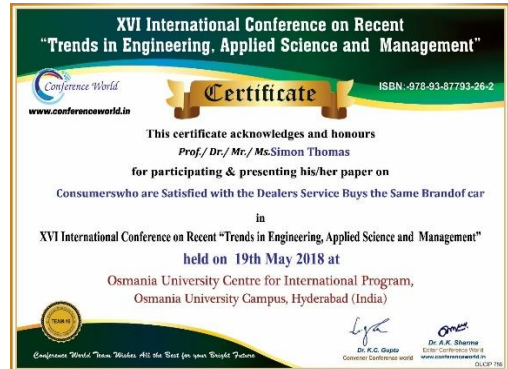 XVI International Conference on Recent
"Trends in Engineering, Applied Science and Management"
Conference World
www.conferenceworld.in
Certificate
ISBN:-978-93-87793-26-2
This certificate acknowledges and honours
Prof./ Dr./ Mr./ Ms.Simon Thomas
for participating & presenting his/her paper on
Consumerswho are Satisfied with the Dealers Service Buys the Same Brandof car
in
XVI International Conference on Recent "Trends in Engineering, Applied Science and Management"
held on 19th May 2018 at
Osmania University Centre for International Program,
Osmania University Campus, Hyderabad (India)
Dr. K.C. Gupta
Convener Conference world
Dr. A.K. Sharma
Editor Conference World
www.conferenceworld.in
Conference World Team Wishes All the Best for your Bright Future
OUCIP 756